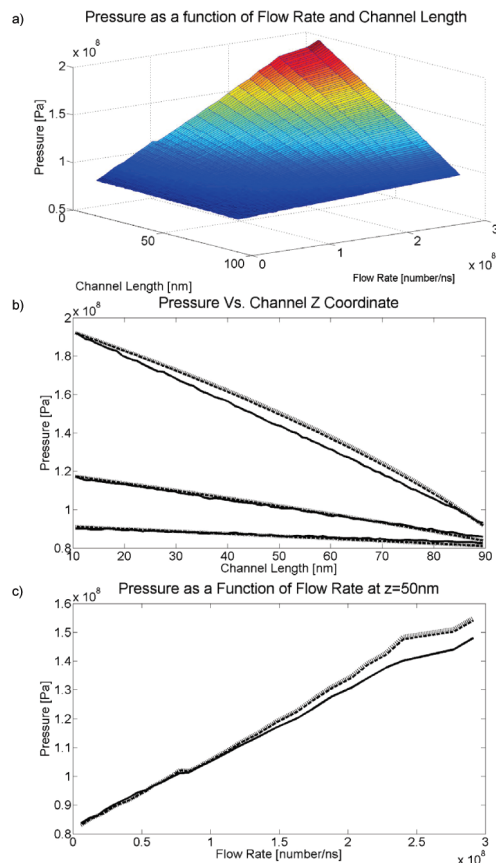 a)
Pressure as a function of Flow Rate and Channel Length
x 10^8
2
1.5
1
0.5
Pressure [Pa]
0
50
100
Channel Length [nm]
0
1
2
3
x 10^8
Flow Rate [number/ns]
b)
Pressure Vs. Channel Z Coordinate
x 10^8
2
1.8
1.6
1.4
1.2
1
0.8
Pressure [Pa]
10 20 30 40 50 60 70 80 90
Channel Length [nm]
c)
Pressure as a Function of Flow Rate at z=50nm
x 10^8
1.6
1.5
1.4
1.3
1.2
1.1
1
0.9
0.8
Pressure [Pa]
0 0.5 1 1.5 2 2.5 3
Flow Rate [number/ns]
x 10^8